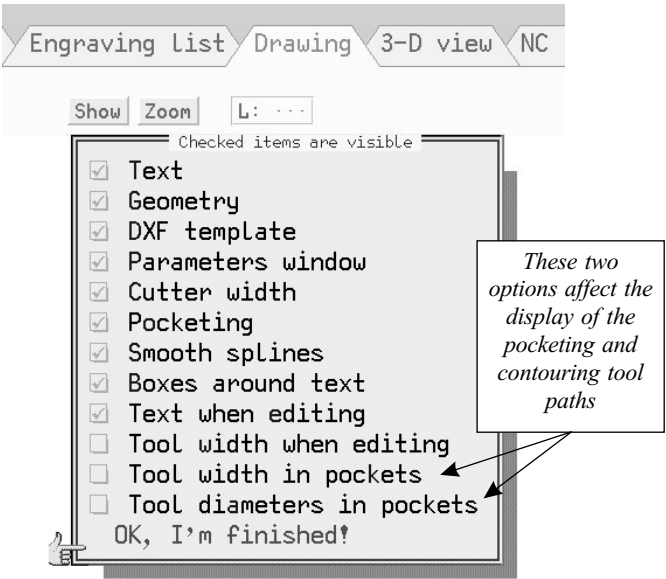 Engraving list Drawing 3-D view NC
Show Zoom L: ···
Checked items are visible
Text
Geometry
DXF template
Parameters window
Cutter width
Pocketing
Smooth splines
Boxes around text
Text when editing
Tool width when editing
Tool width in pockets
Tool diameters in pockets
OK, I'm finished!
These two
options affect the
display of the
pocketing and
contouring tool
paths